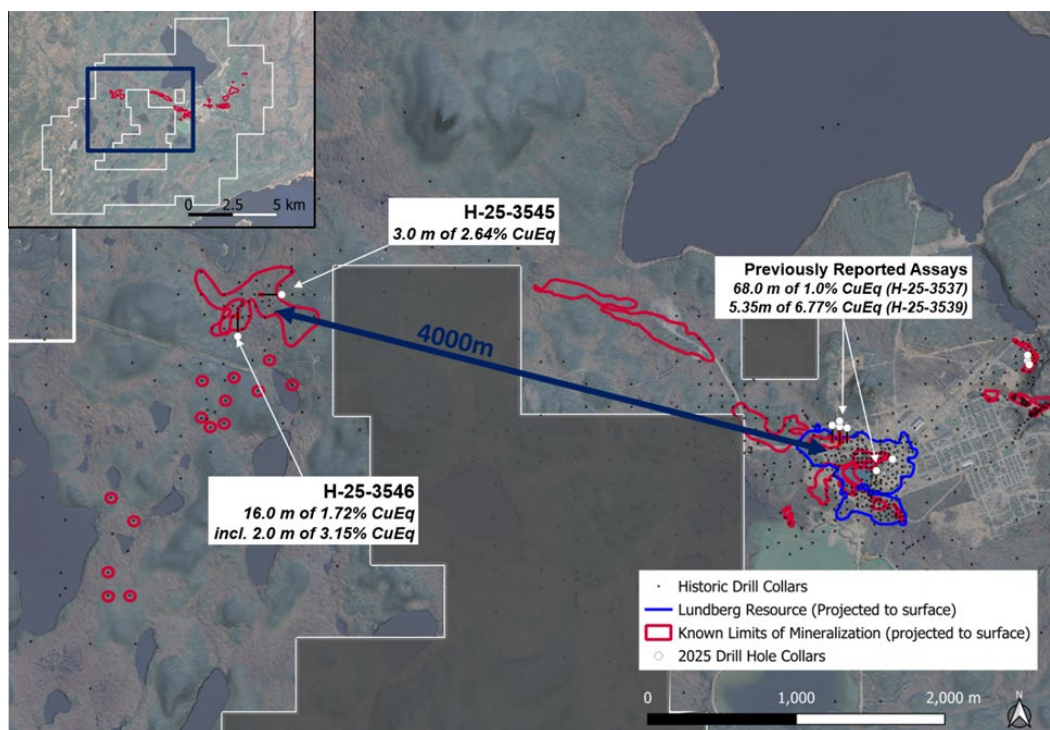 0 2.5 5 km
H-25-3545
3.0 m of 2.64% CuEq
Previously Reported Assays
68.0 m of 1.0% CuEq (H-25-3537)
5.35m of 6.77% CuEq (H-25-3539)
4000m
H-25-3546
16.0 m of 1.72% CuEq
incl. 2.0 m of 3.15% CuEq
Historic Drill Collars
Lundberg Resource (Projected to surface)
Known Limits of Mineralization (projected to surface)
2025 Drill Hole Collars
0 1,000 2,000 m
N